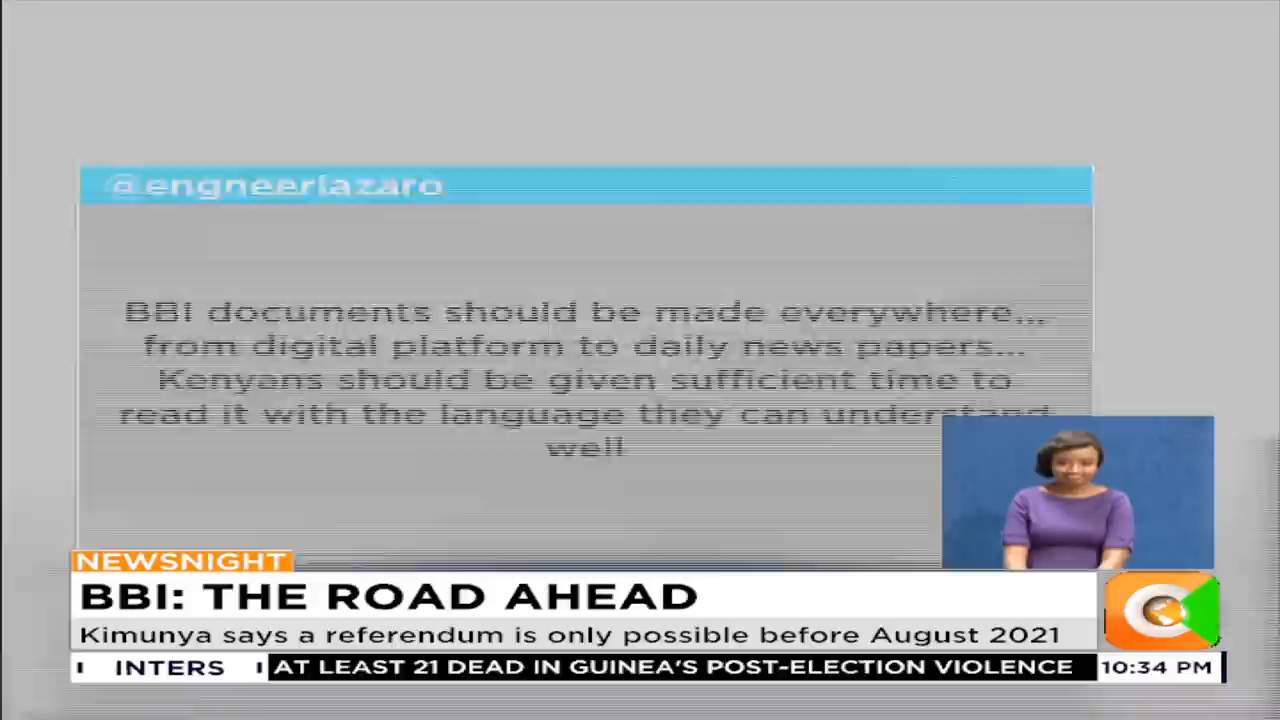 @engneerlazaro
BBI documents should be made everywhere...
from digital platform to daily news papers...
Kenyans should be given sufficient time to
read it with the language they can understand
well
NEWSNIGHT
BBI: THE ROAD AHEAD
Kimunya says a referendum is only possible before August 2021
INTERS
AT LEAST 21 DEAD IN GUINEA'S POST-ELECTION VIOLENCE
10:34 PM